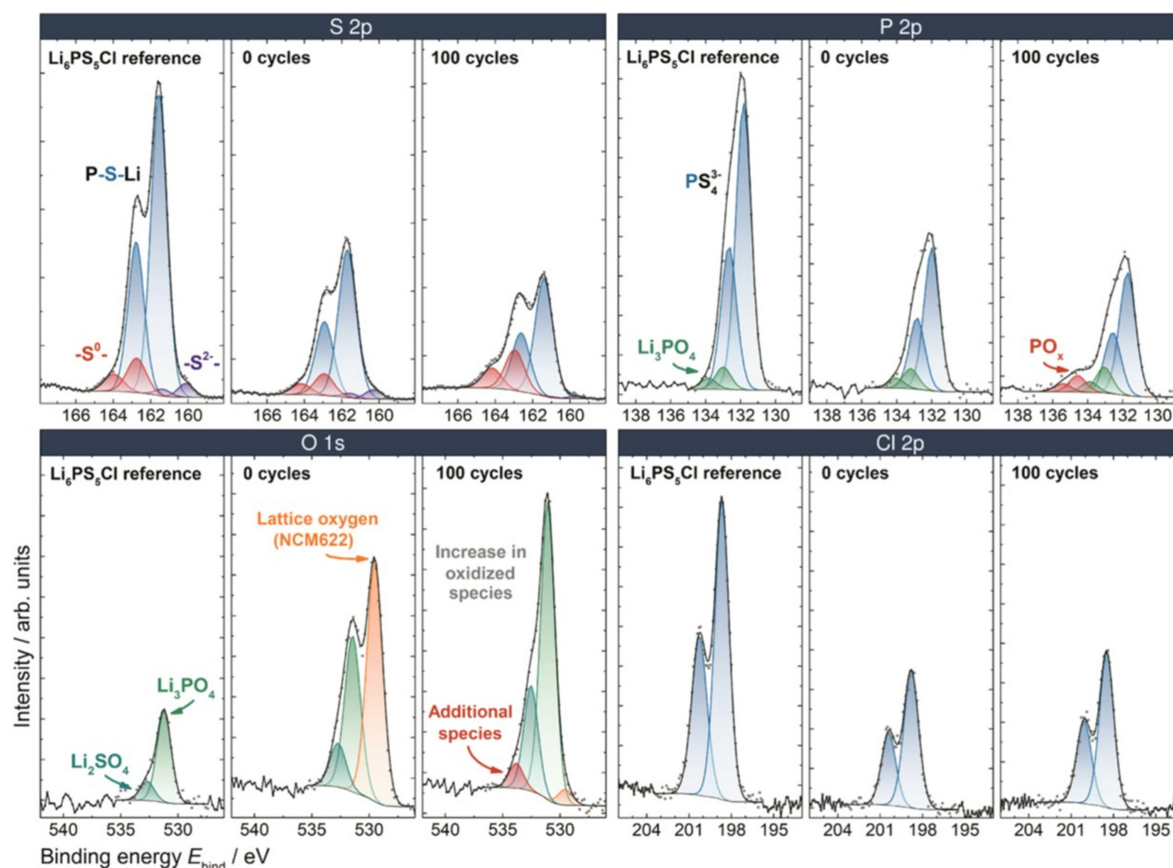 S 2p
Li₆PS₅Cl reference
0 cycles
100 cycles
P-S-Li
-S⁰-
-S²⁻
166 164 162 160
166 164 162 160
166 164 162 160
P 2p
Li₆PS₅Cl reference
0 cycles
100 cycles
PS₄³⁻
Li₃PO₄
POₓ
138 136 134 132 130
138 136 134 132 130
138 136 134 132 130
O 1s
Li₆PS₅Cl reference
0 cycles
100 cycles
Lattice oxygen
(NCM622)
Increase in
oxidized
species
Li₃PO₄
Li₂SO₄
Additional
species
540 535 530
540 535 530
540 535 530
Cl 2p
Li₆PS₅Cl reference
0 cycles
100 cycles
204 201 198 195
204 201 198 195
204 201 198 195
Intensity / arb. units
Binding energy E_bind / eV